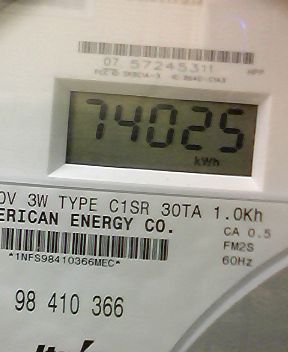 07 57245311
74025
kWh
0V 3W TYPE C1SR 30TA 1.0Kh
ERICAN ENERGY CO.
CA 0.5
FM2S
60Hz
*1NFS98410366MEC*
98 410 366